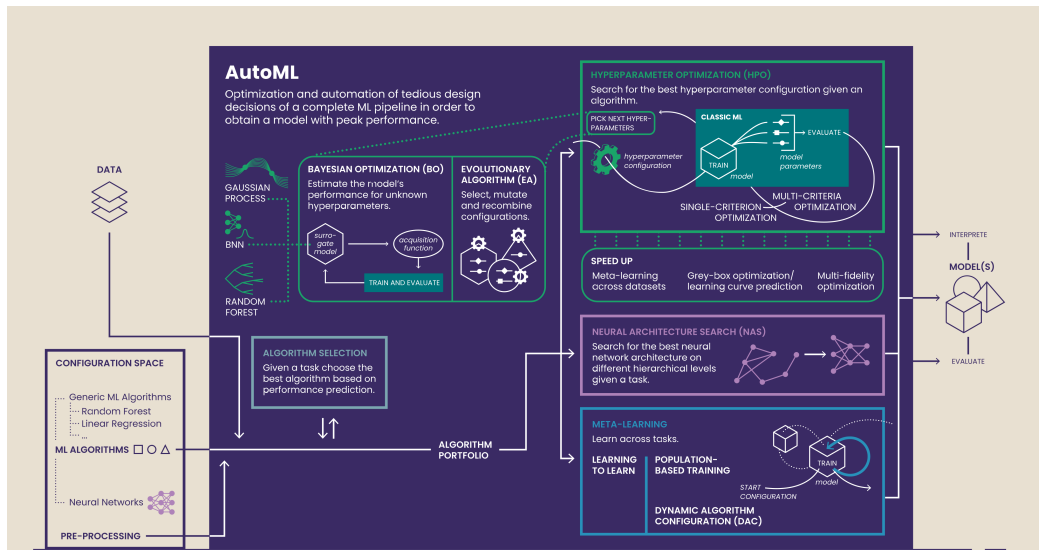 AutoML
Optimization and automation of tedious design
decisions of a complete ML pipeline in order to
obtain a model with peak performance.
DATA
GAUSSIAN
PROCESS
BNN
RANDOM
FOREST
BAYESIAN OPTIMIZATION (BO)
Estimate the model's
performance for unknown
hyperparameters.
surro-
gate
model
acquisition
function
TRAIN AND EVALUATE
EVOLUTIONARY
ALGORITHM (EA)
Select, mutate
and recombine
configurations.
HYPERPARAMETER OPTIMIZATION (HPO)
Search for the best hyperparameter configuration given an
algorithm.
PICK NEXT HYPER-
PARAMETERS
hyperparameter
configuration
CLASSIC ML
TRAIN
model
EVALUATE
model
parameters
MULTI-CRITERIA
OPTIMIZATION
SINGLE-CRITERION
OPTIMIZATION
SPEED UP
Meta-learning
across datasets
Grey-box optimization/
learning curve prediction
Multi-fidelity
optimization
INTERPRETE
MODEL(S)
EVALUATE
NEURAL ARCHITECTURE SEARCH (NAS)
Search for the best neural
network architecture on
different hierarchical levels
given a task.
ALGORITHM SELECTION
Given a task choose the
best algorithm based on
performance prediction.
CONFIGURATION SPACE
Generic ML Algorithms
Random Forest
Linear Regression
...
ML ALGORITHMS
Neural Networks
PRE-PROCESSING
ALGORITHM
PORTFOLIO
META-LEARNING
Learn across tasks.
LEARNING
TO LEARN
POPULATION-
BASED TRAINING
START
CONFIGURATION
TRAIN
model
DYNAMIC ALGORITHM
CONFIGURATION (DAC)